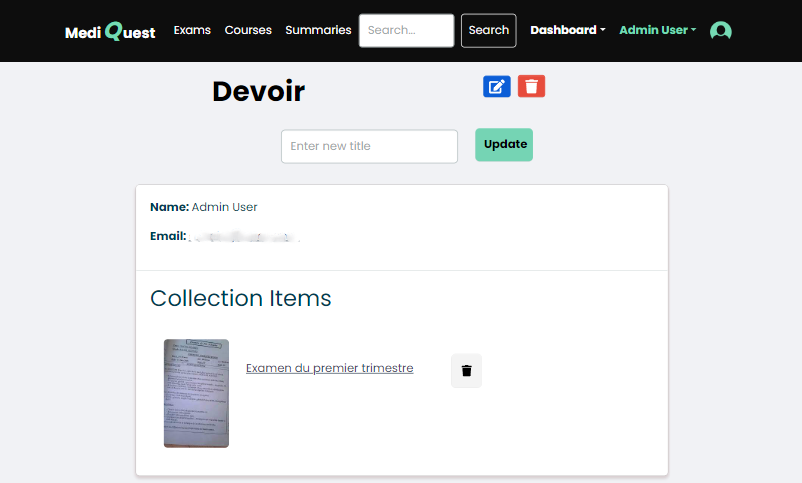 Medi Quest Exams Courses Summaries Search... Search Dashboard Admin User
Devoir
Enter new title Update
Name: Admin User
Email:
Collection Items
Examen du premier trimestre